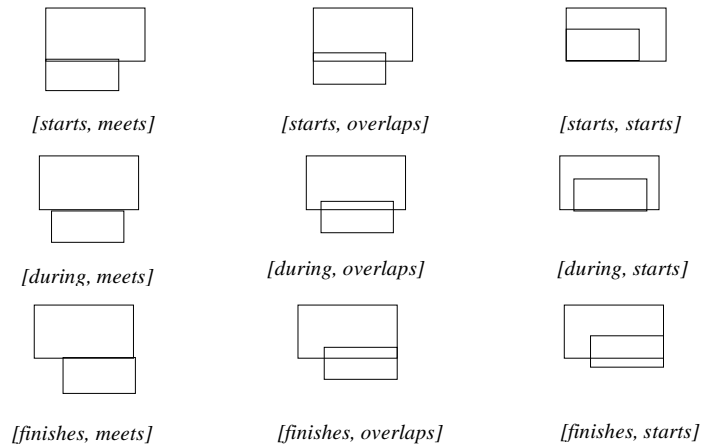 [starts, meets]
[starts, overlaps]
[starts, starts]
[during, meets]
[during, overlaps]
[during, starts]
[finishes, meets]
[finishes, overlaps]
[finishes, starts]